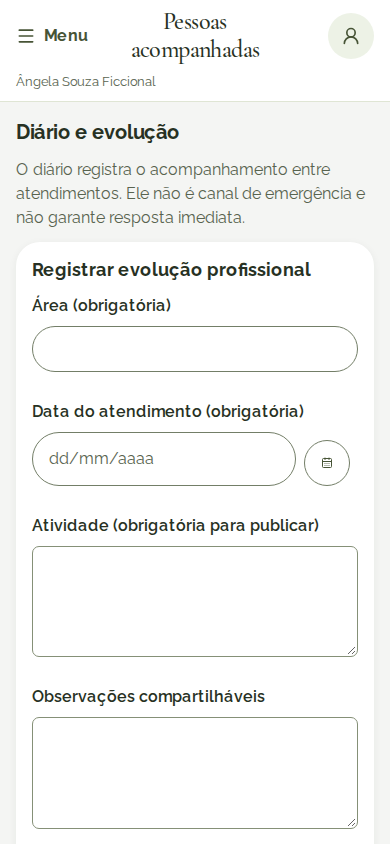 Menu
Pessoas
acompanhadas
Ângela Souza Ficcional
Diário e evolução
O diário registra o acompanhamento entre
atendimentos. Ele não é canal de emergência e
não garante resposta imediata.
Registrar evolução profissional
Área (obrigatória)
Data do atendimento (obrigatória)
dd/mm/aaaa
Atividade (obrigatória para publicar)
Observações compartilháveis